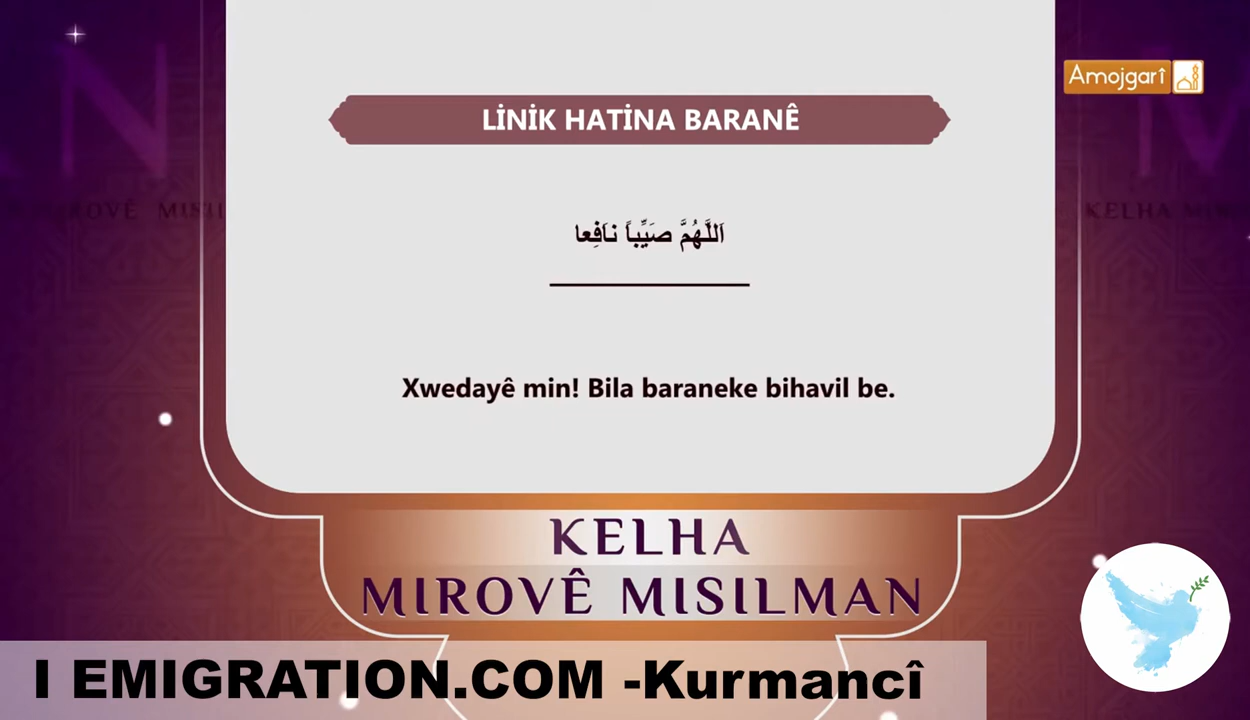 Amojgarî
LİNİK HATİNA BARANÊ
اَللَّهُمَّ صَيِّباً ناَفِعا
Xwedayê min! Bila baraneke bihavil be.
KELHA
MIROVÊ MISILMAN
I EMIGRATION.COM -Kurmancî